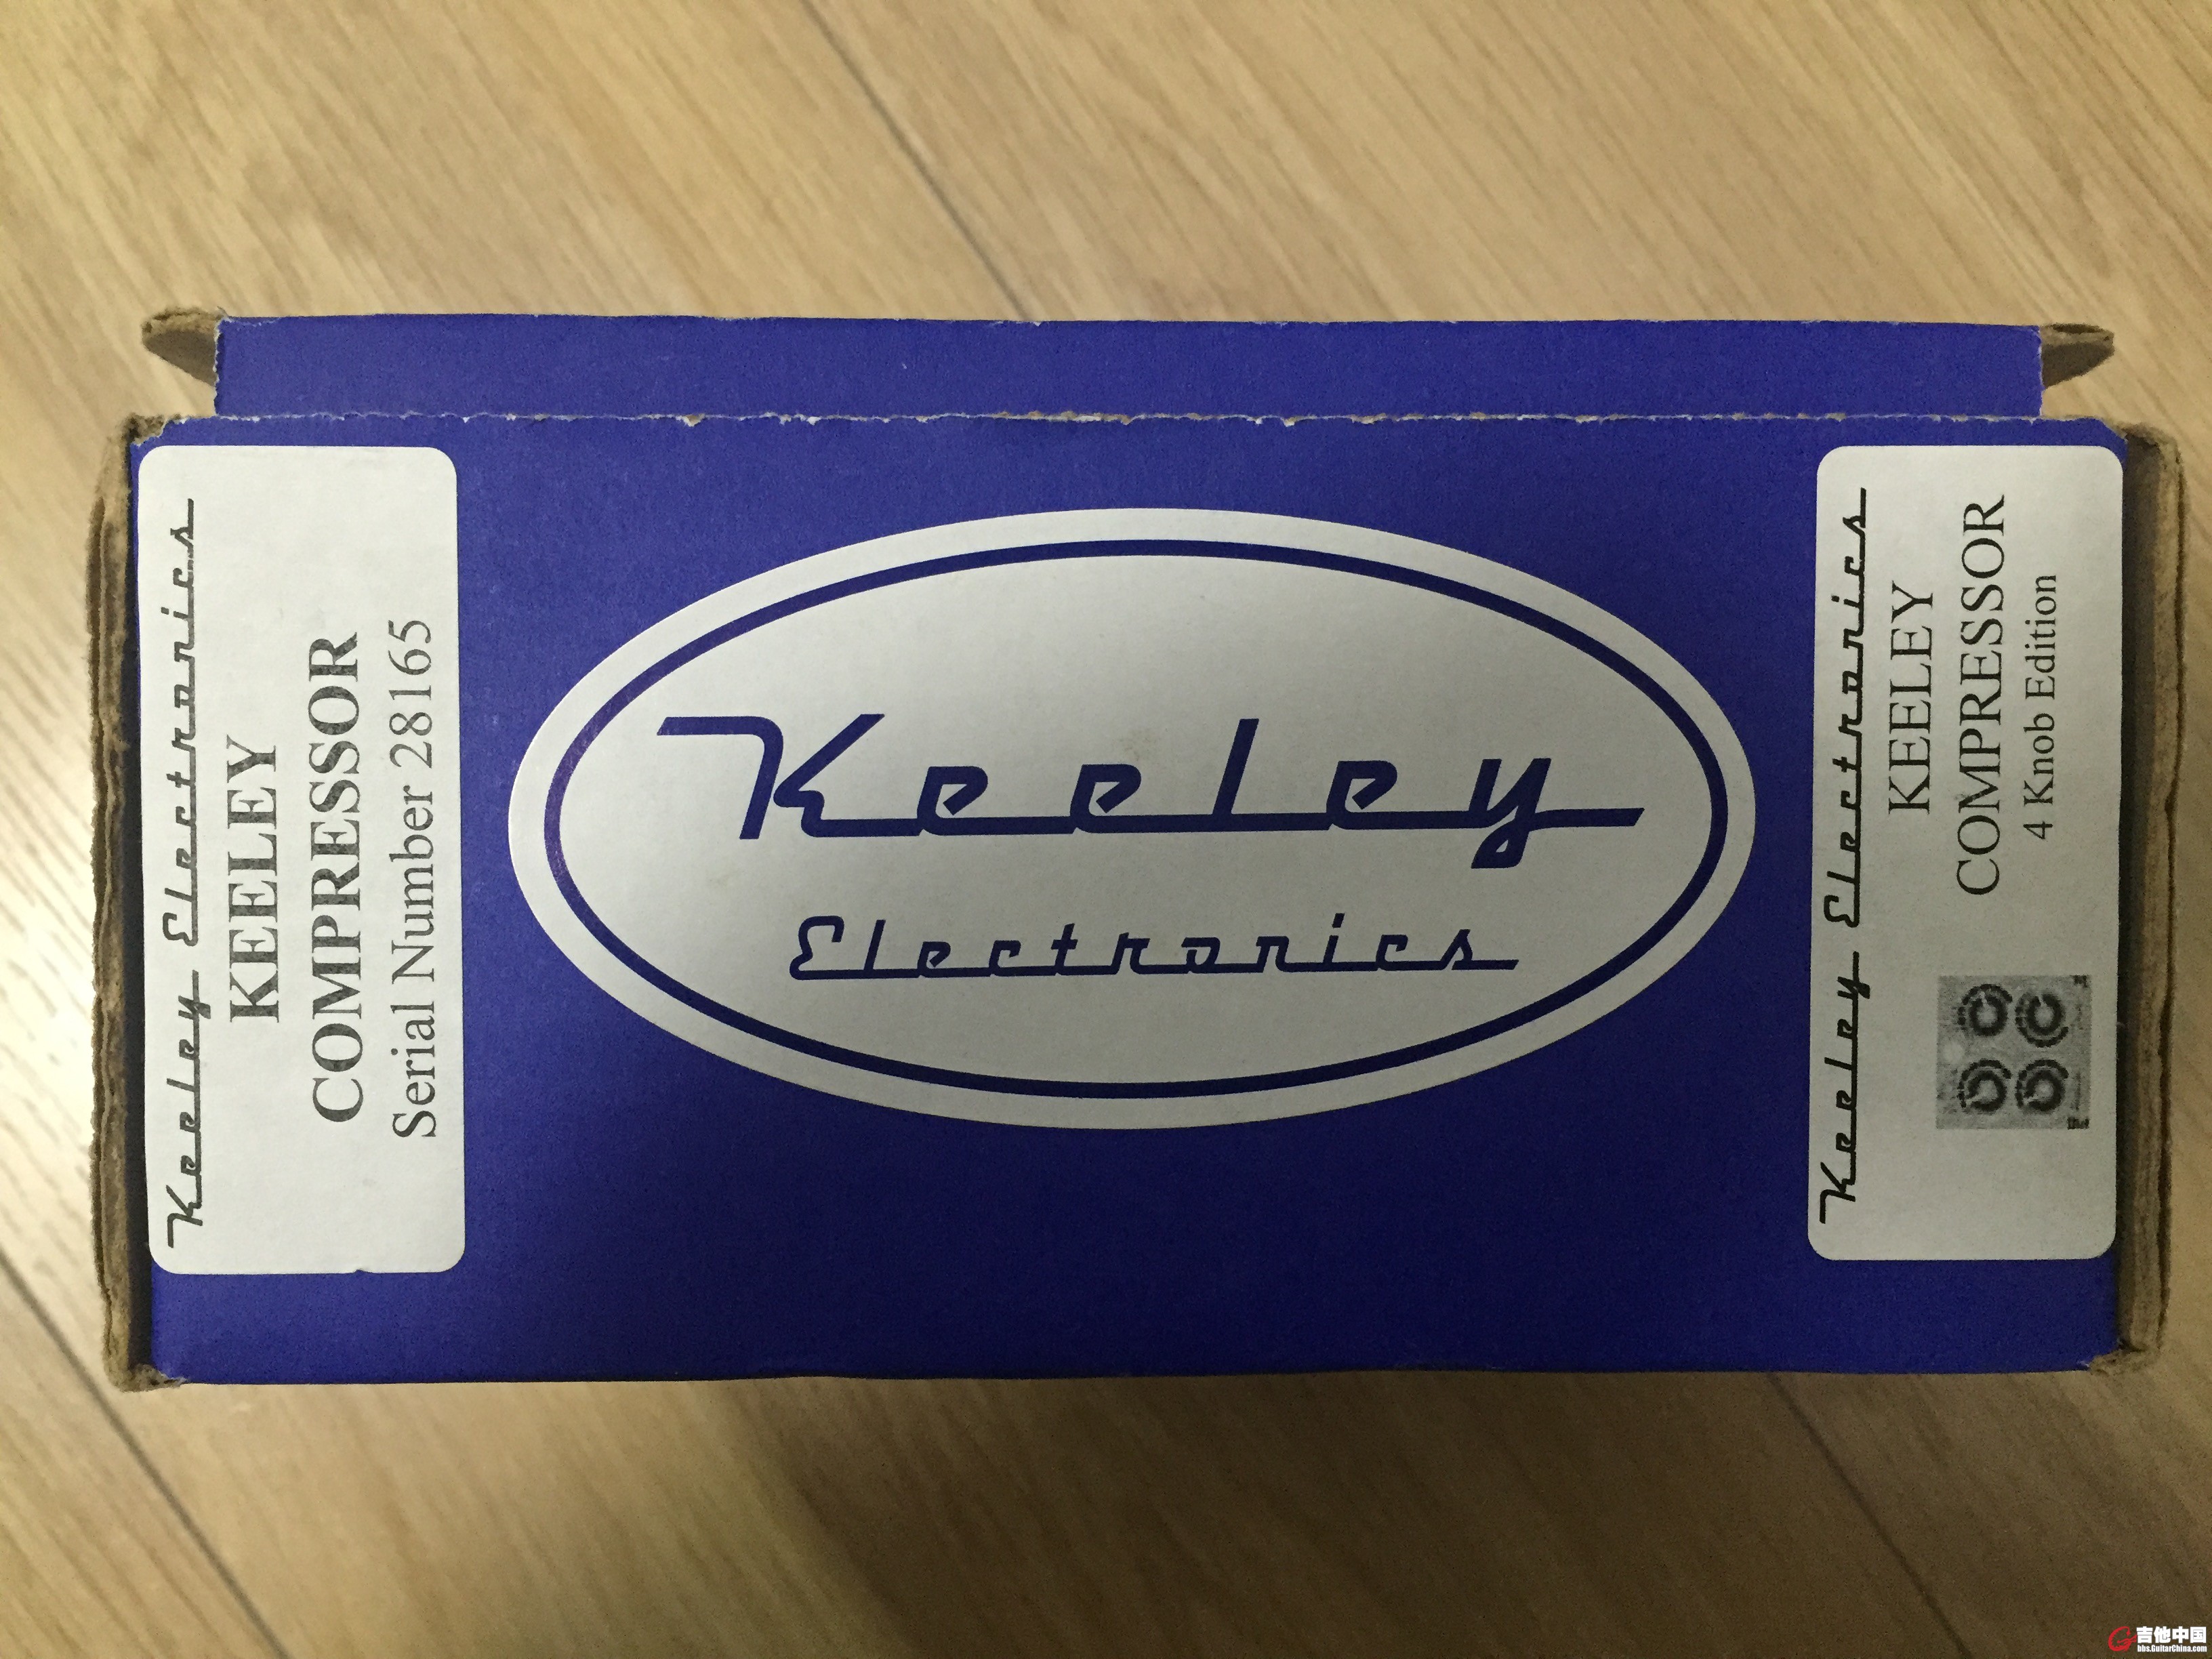 Keeley Electronics
KEELEY
COMPRESSOR
Serial Number 28165
Keeley
Electronics
Keeley Electronics
KEELEY
COMPRESSOR
4 Knob Edition
吉他中国
bbs.GuitarChina.com